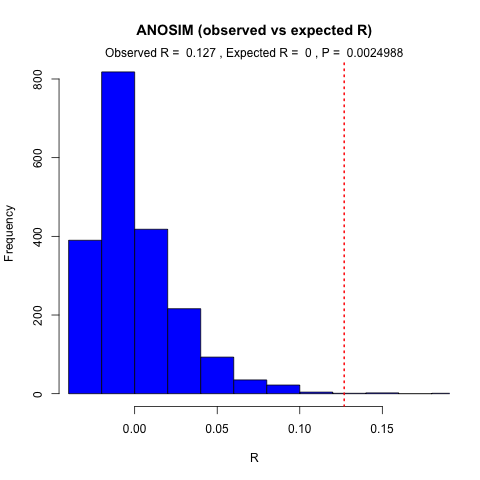 ANOSIM (observed vs expected R)
Observed R =  0.127 , Expected R =  0 , P =  0.0024988
Frequency
800
600
400
200
0
0.00 0.05 0.10 0.15
R